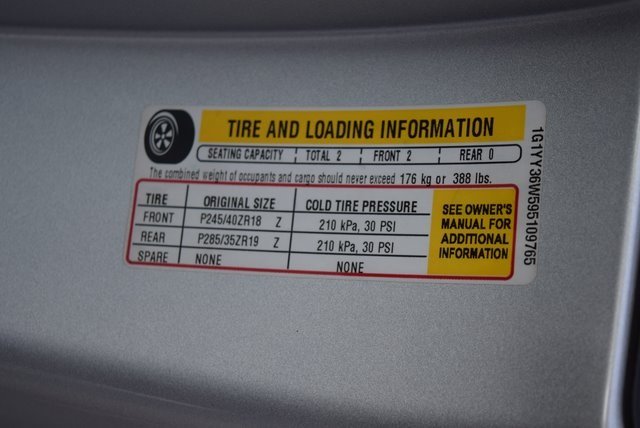 TIRE AND LOADING INFORMATION
SEATING CAPACITY TOTAL 2 FRONT 2 REAR 0
The combined weight of occupants and cargo should never exceed 176 kg or 388 lbs.
TIRE ORIGINAL SIZE COLD TIRE PRESSURE
FRONT P245/40ZR18 Z 210 kPa, 30 PSI
REAR P285/35ZR19 Z 210 kPa, 30 PSI
SPARE NONE NONE
SEE OWNER'S
MANUAL FOR
ADDITIONAL
INFORMATION
1G1YY36W595109765